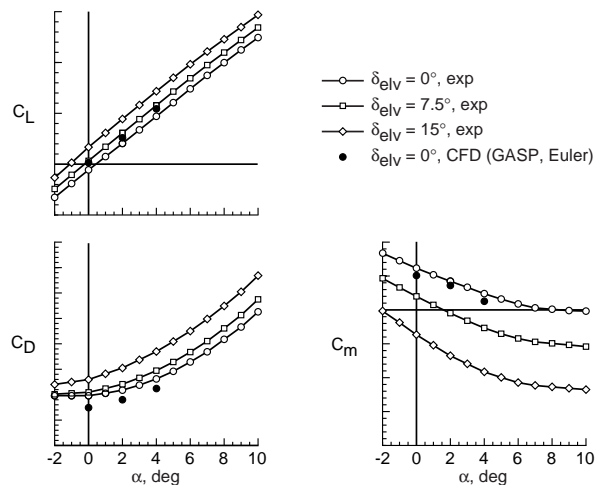 C_L
δ_elv = 0°, exp
δ_elv = 7.5°, exp
δ_elv = 15°, exp
δ_elv = 0°, CFD (GASP, Euler)
C_D
-2 0 2 4 6 8 10
α, deg
C_m
-2 0 2 4 6 8 10
α, deg